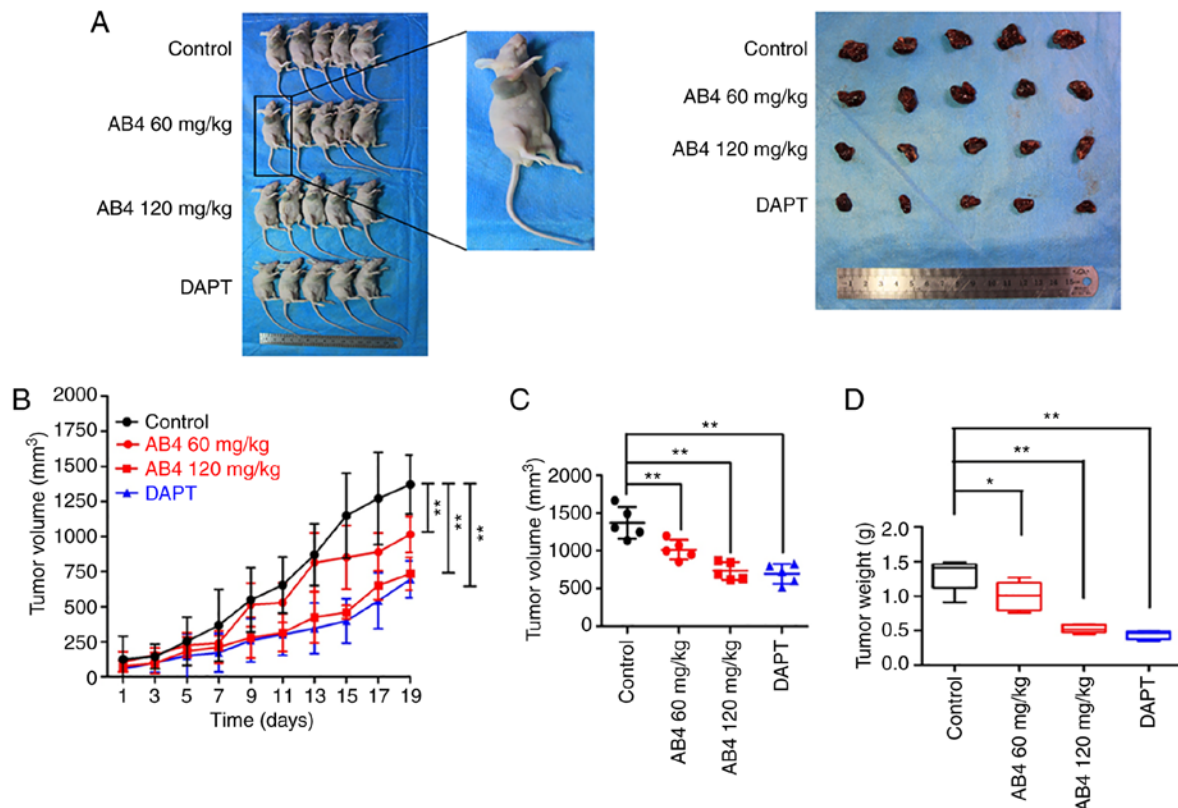 A
Control
AB4 60 mg/kg
AB4 120 mg/kg
DAPT
Control
AB4 60 mg/kg
AB4 120 mg/kg
DAPT
B
Tumor volume (mm³)
2000
1750
1500
1250
1000
750
500
250
0
Control
AB4 60 mg/kg
AB4 120 mg/kg
DAPT
**
**
**
1 3 5 7 9 11 13 15 17 19
Time (days)
C
**
**
**
Tumor volume (mm³)
2000
1500
1000
500
0
Control
AB4 60 mg/kg
AB4 120 mg/kg
DAPT
D
**
**
*
Tumor weight (g)
2.0
1.5
1.0
0.5
0.0
Control
AB4 60 mg/kg
AB4 120 mg/kg
DAPT